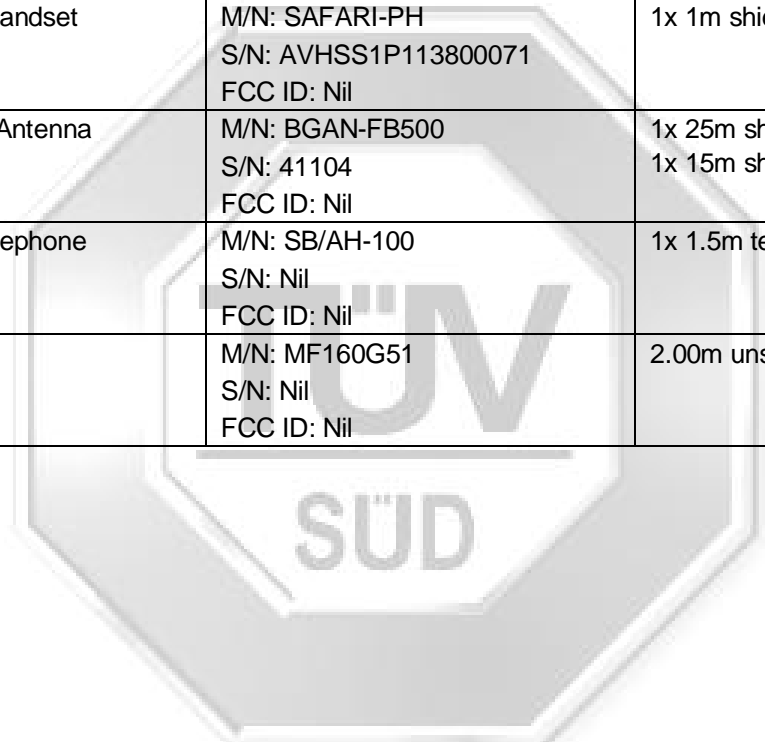 andset M/N: SAFARI-PH 1x 1m shie
S/N: AVHSS1P113800071
FCC ID: Nil
Antenna M/N: BGAN-FB500 1x 25m sh
S/N: 41104 1x 15m sh
FCC ID: Nil
ephone M/N: SB/AH-100 1x 1.5m te
S/N: Nil
FCC ID: Nil
M/N: MF160G51 2.00m uns
S/N: Nil
FCC ID: Nil
TÜV
SÜD